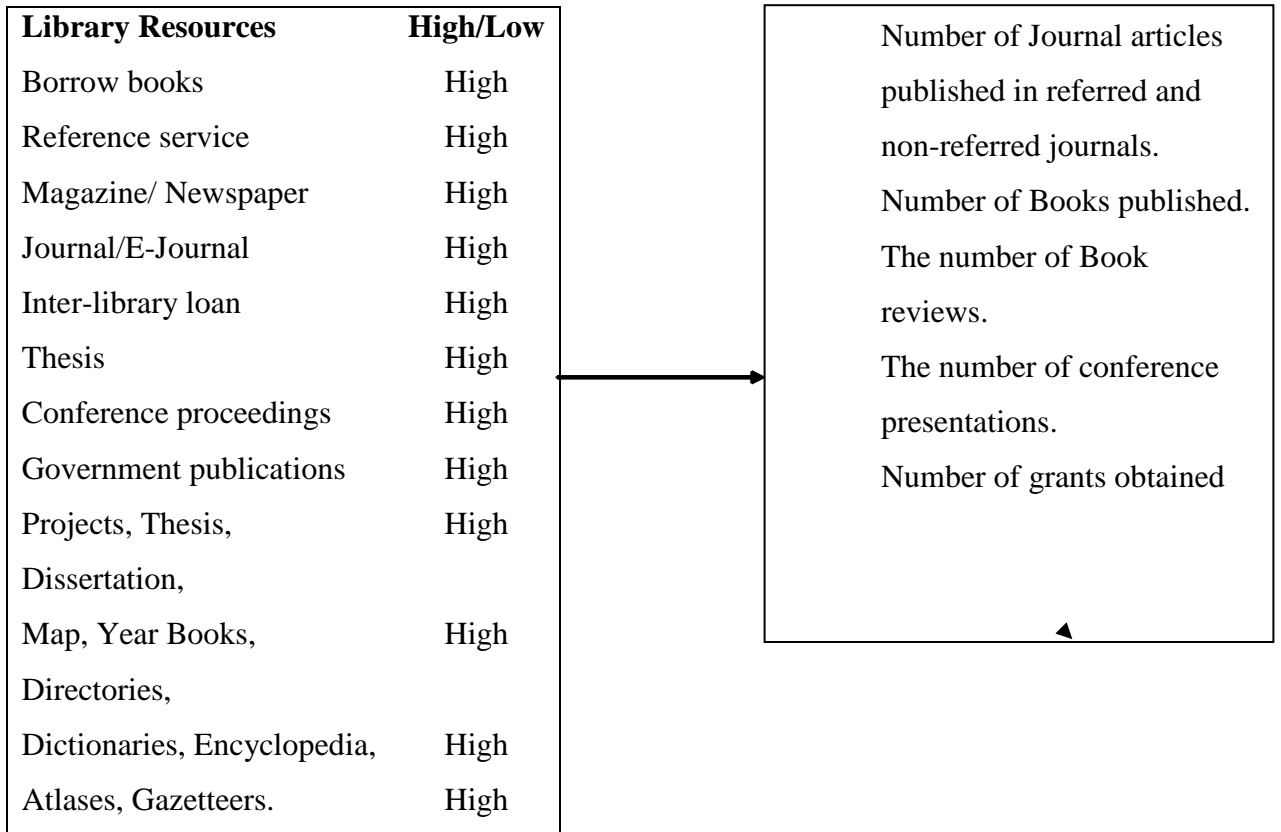 Library Resources High/Low
Borrow books High
Reference service High
Magazine/ Newspaper High
Journal/E-Journal High
Inter-library loan High
Thesis High
Conference proceedings High
Government publications High
Projects, Thesis, High
Dissertation,
Map, Year Books, High
Directories,
Dictionaries, Encyclopedia, High
Atlases, Gazetteers. High
Number of Journal articles
published in referred and
non-referred journals.
Number of Books published.
The number of Book
reviews.
The number of conference
presentations.
Number of grants obtained